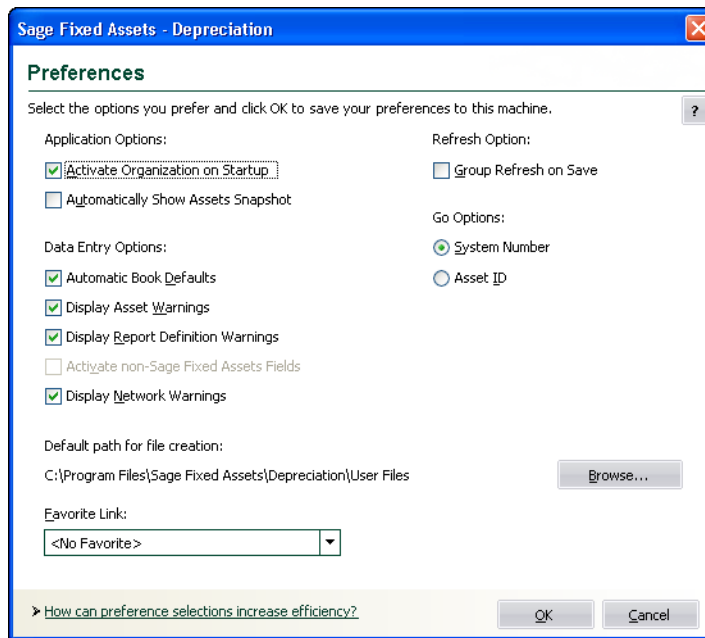 Sage Fixed Assets - Depreciation
Preferences
Select the options you prefer and click OK to save your preferences to this machine.
?
Application Options:
Activate Organization on Startup
Automatically Show Assets Snapshot
Refresh Option:
Group Refresh on Save
Go Options:
System Number
Asset ID
Data Entry Options:
Automatic Book Defaults
Display Asset Warnings
Display Report Definition Warnings
Activate non-Sage Fixed Assets Fields
Display Network Warnings
Default path for file creation:
C:\Program Files\Sage Fixed Assets\Depreciation\User Files
Browse...
Favorite Link:
<No Favorite>
How can preference selections increase efficiency?
OK
Cancel